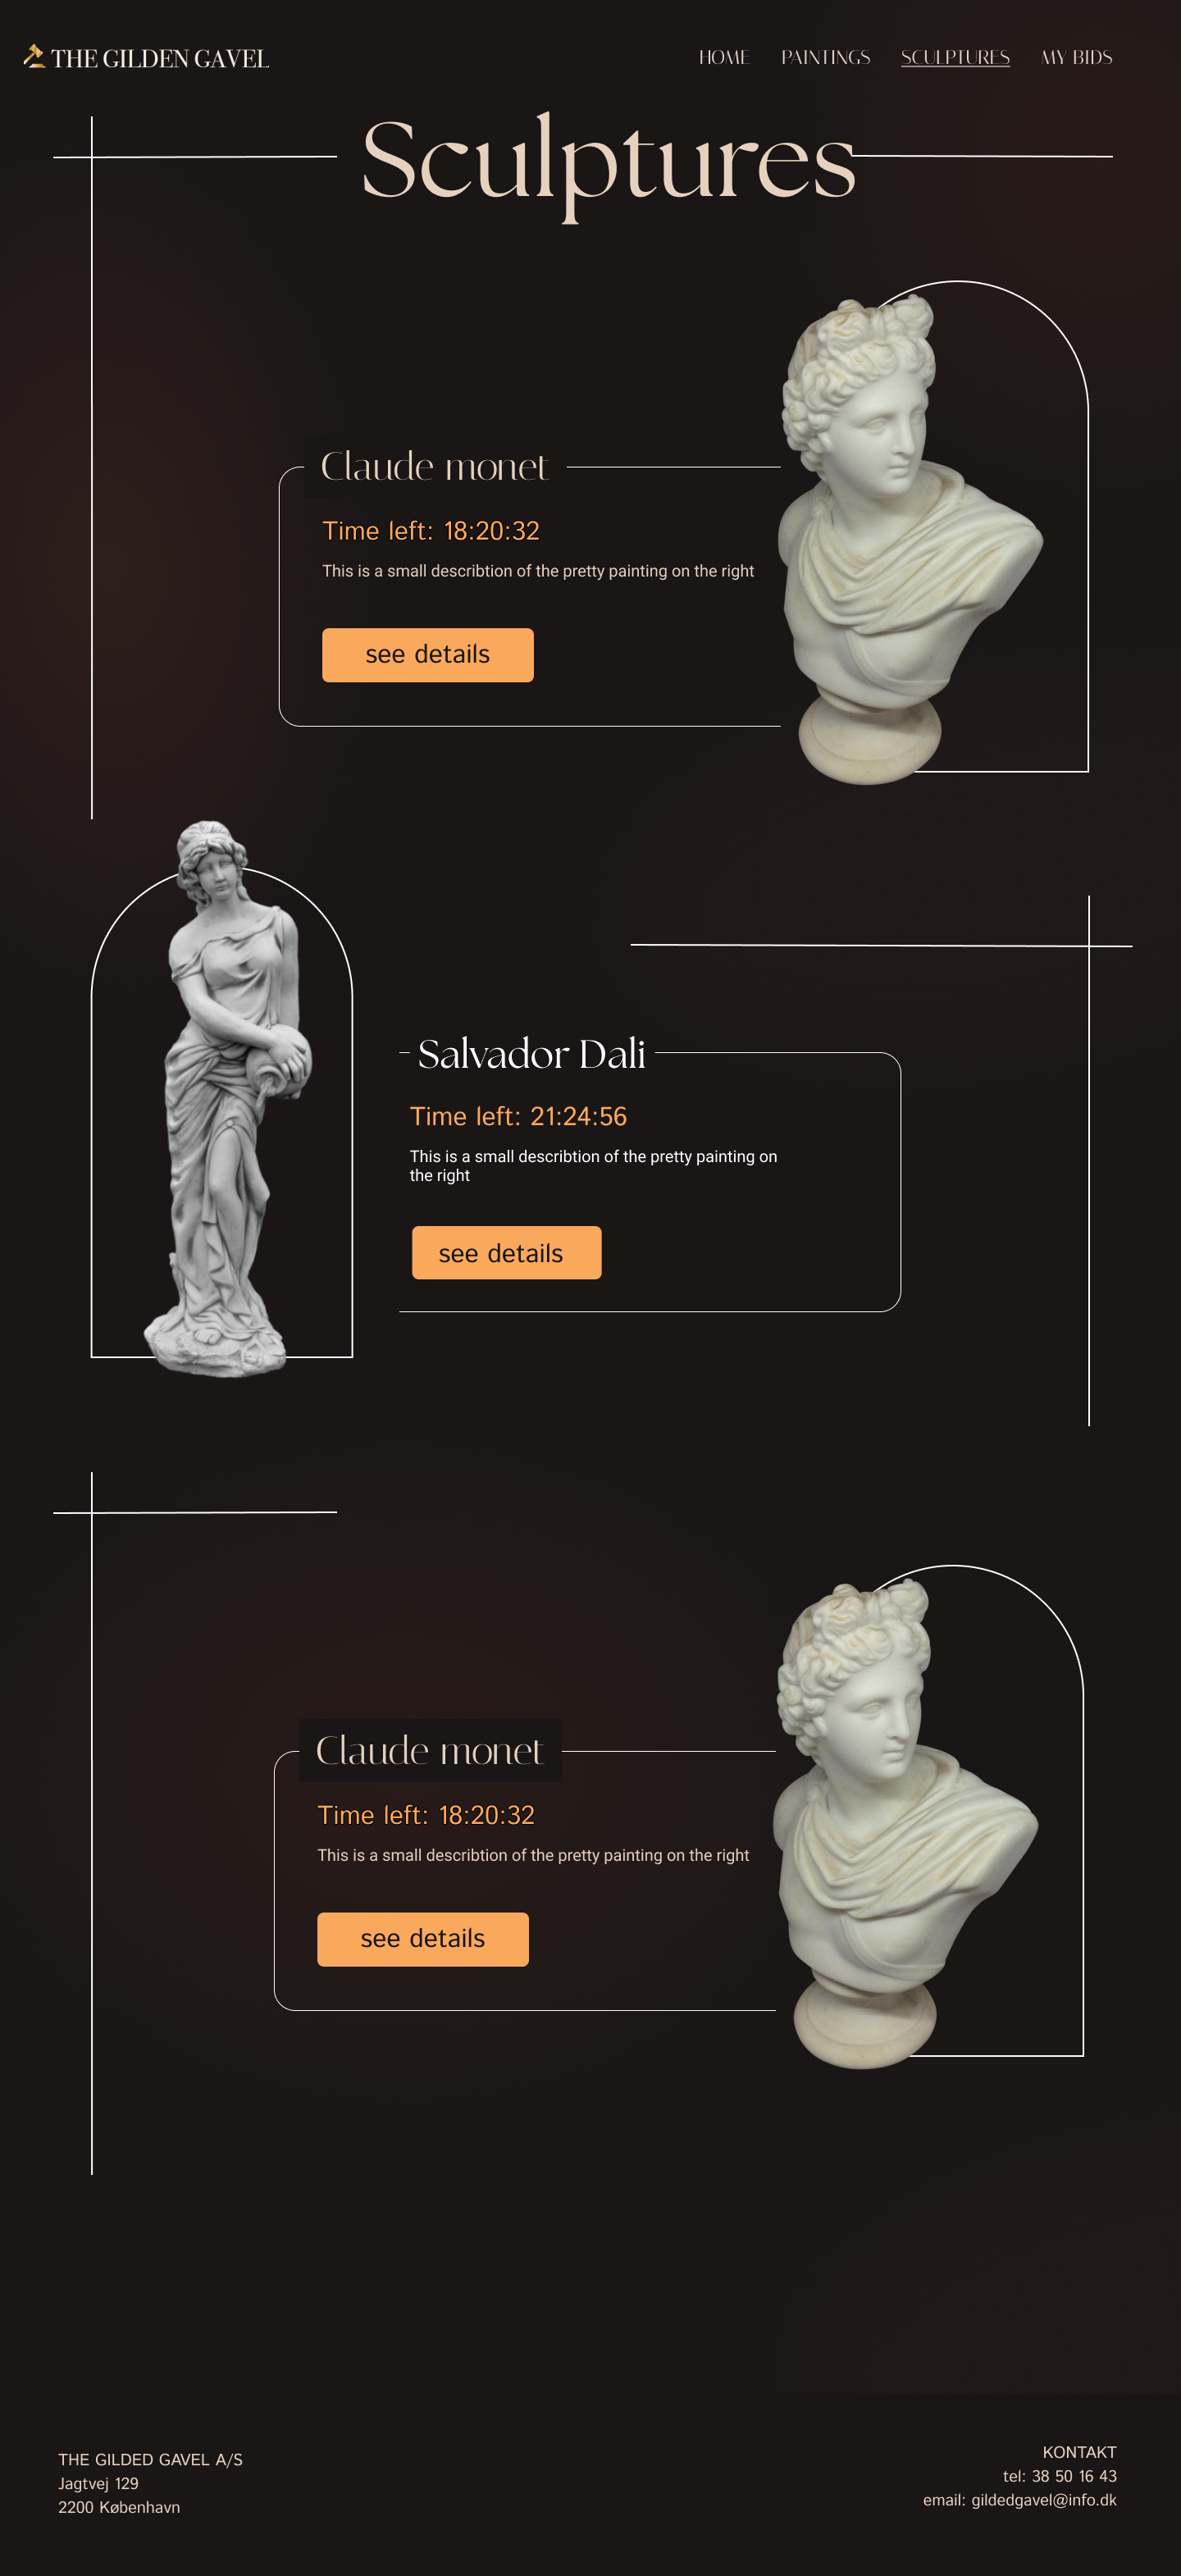 THE GILDEN GAVEL
HOME PAINTINGS SCULPTURES MY BIDS
Sculptures
Claude monet
Time left: 18:20:32
This is a small describtion of the pretty painting on the right
see details
Salvador Dali
Time left: 21:24:56
This is a small describtion of the pretty painting on
the right
see details
Claude monet
Time left: 18:20:32
This is a small describtion of the pretty painting on the right
see details
THE GILDED GAVEL A/S
Jagtvej 129
2200 København
KONTAKT
tel: 38 50 16 43
email: gildedgavel@info.dk